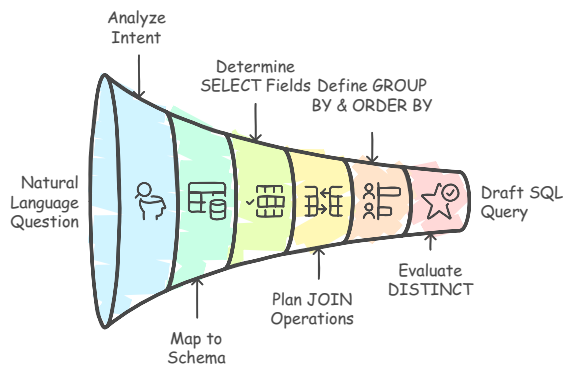 Analyze
Intent
Determine
SELECT Fields
Define GROUP
BY & ORDER BY
Natural
Language
Question
Draft SQL
Query
Map to
Schema
Plan JOIN
Operations
Evaluate
DISTINCT